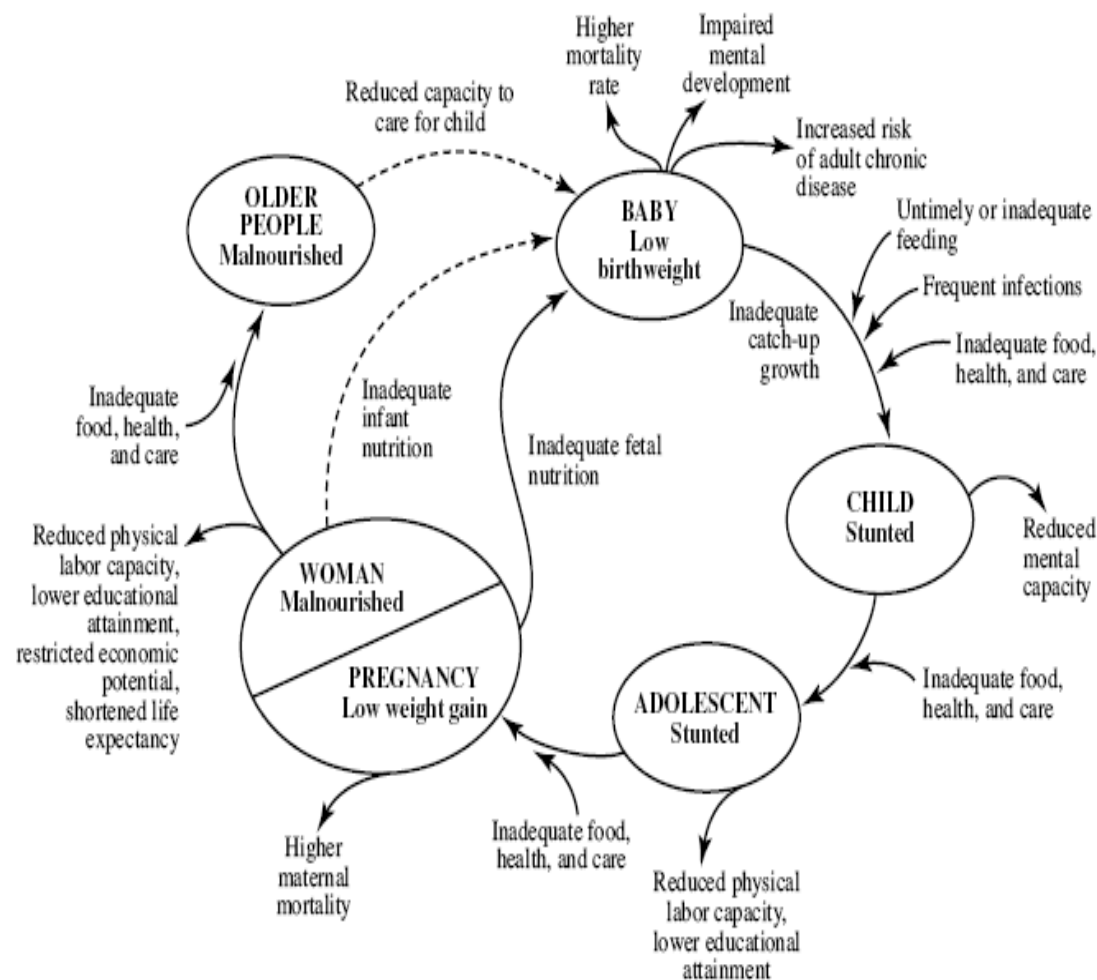 Higher
mortality
rate
Impaired
mental
development
Reduced capacity to
care for child
Increased risk
of adult chronic
disease
OLDER
PEOPLE
Malnourished
BABY
Low
birthweight
Untimely or inadequate
feeding
Frequent infections
Inadequate
catch-up
growth
Inadequate food,
health, and care
Inadequate
food, health,
and care
Inadequate
infant
nutrition
Inadequate fetal
nutrition
CHILD
Stunted
Reduced
mental
capacity
Reduced physical
labor capacity,
lower educational
attainment,
restricted economic
potential,
shortened life
expectancy
WOMAN
Malnourished
PREGNANCY
Low weight gain
ADOLESCENT
Stunted
Inadequate food,
health, and care
Inadequate food,
health, and care
Higher
maternal
mortality
Reduced physical
labor capacity,
lower educational
attainment